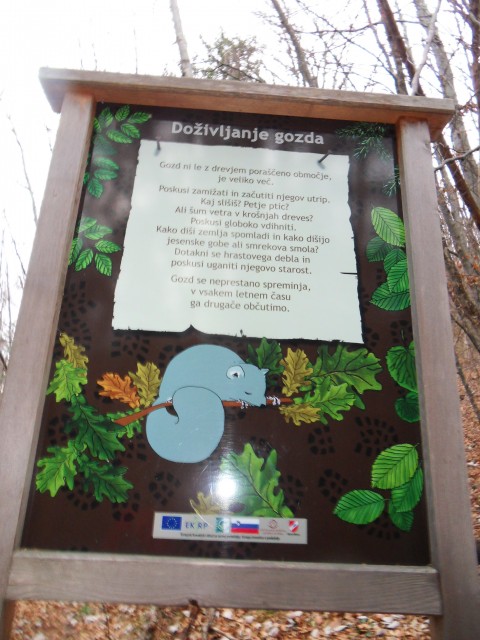 Doživljanje gozda
Gozd ni le z drevjem poraščeno območje,
je veliko več.
Poskusi zamižati in začutiti njegov utrip.
Kaj slišiš? Petje ptic?
Ali šum vetra v krošnjah dreves?
Poskusi globoko vdihniti.
Kako diši zemlja spomladi in kako dišijo
jesenske gobe ali smrekova smola?
Dotakni se hrastovega debla in
poskusi uganiti njegovo starost.
Gozd se neprestano spreminja,
v vsakem letnem času
ga drugače občutimo.